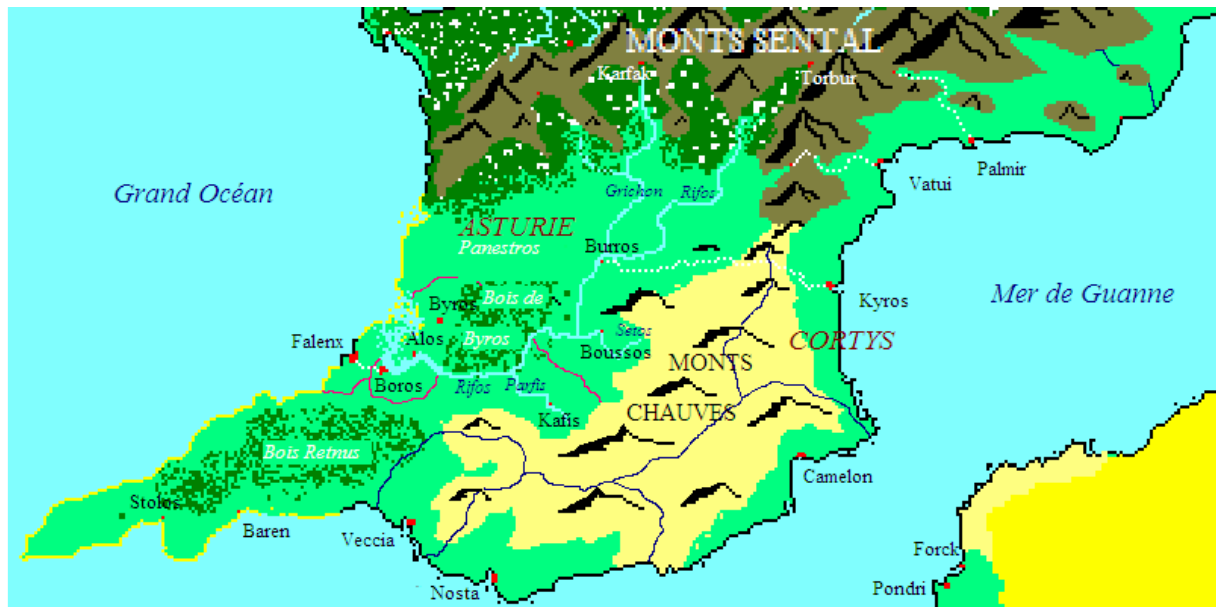 MONTS SENTAL
Karfak
Torbur
Grand Océan
Grichon
Rifos
Vatui
Palmir
ASTURIE
Panestros
Burros
Kyros
Mer de Guanne
Byros
Bois de
Byros
Setos
CORTYS
Falenx
Alos
Boussos
MONTS
Boros
Rifos
Parfis
CHAUVES
Kafis
Bois Retnus
Camelon
Stolos
Baren
Veccia
Forck
Nosta
Pondri